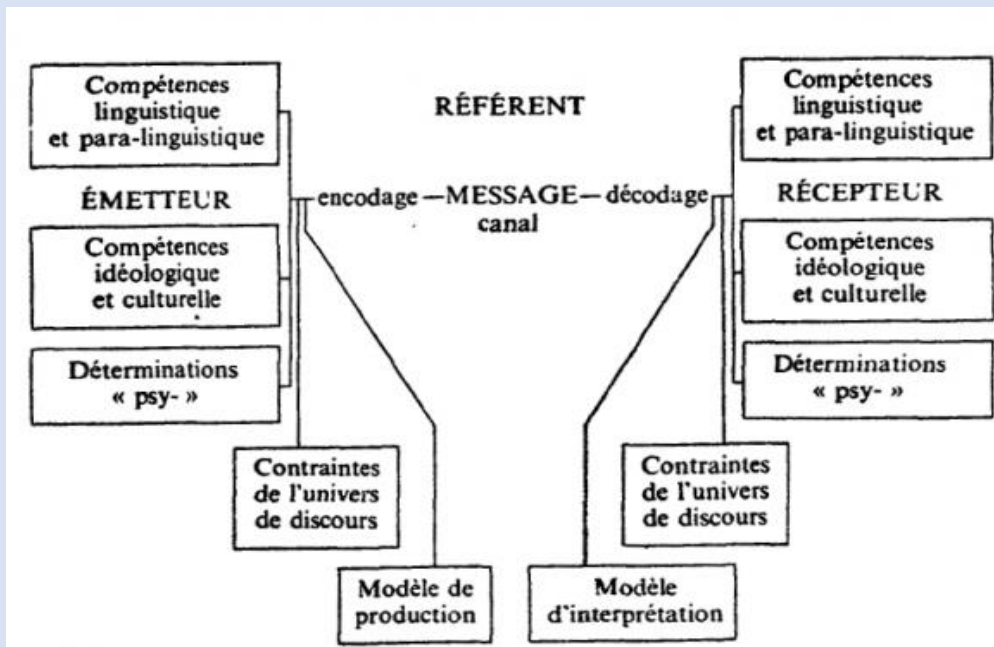 Compétences
linguistique
et para-linguistique
ÉMETTEUR
Compétences
idéologique
et culturelle
Déterminations
« psy- »
Contraintes
de l'univers
de discours
Modèle de
production
RÉFÉRENT
encodage — MESSAGE — décodage
canal
Compétences
linguistique
et para-linguistique
RÉCEPTEUR
Compétences
idéologique
et culturelle
Déterminations
« psy- »
Contraintes
de l'univers
de discours
Modèle
d'interprétation